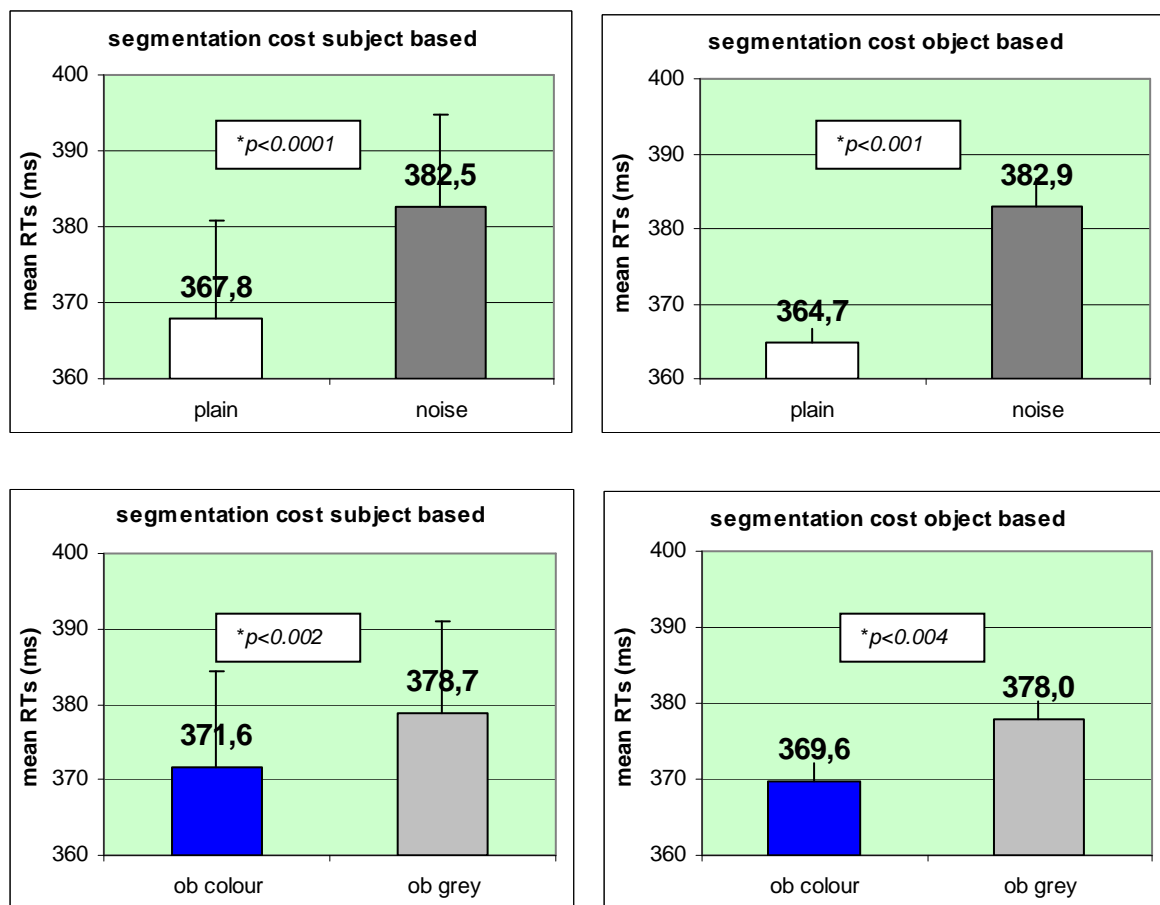 segmentation cost subject based
400
390
380
370
360
mean RTs (ms)
*p<0.0001
367,8
382,5
plain
noise
segmentation cost object based
400
390
380
370
360
mean RTs (ms)
*p<0.001
364,7
382,9
plain
noise
segmentation cost subject based
400
390
380
370
360
mean RTs (ms)
*p<0.002
371,6
378,7
ob colour
ob grey
segmentation cost object based
400
390
380
370
360
mean RTs (ms)
*p<0.004
369,6
378,0
ob colour
ob grey